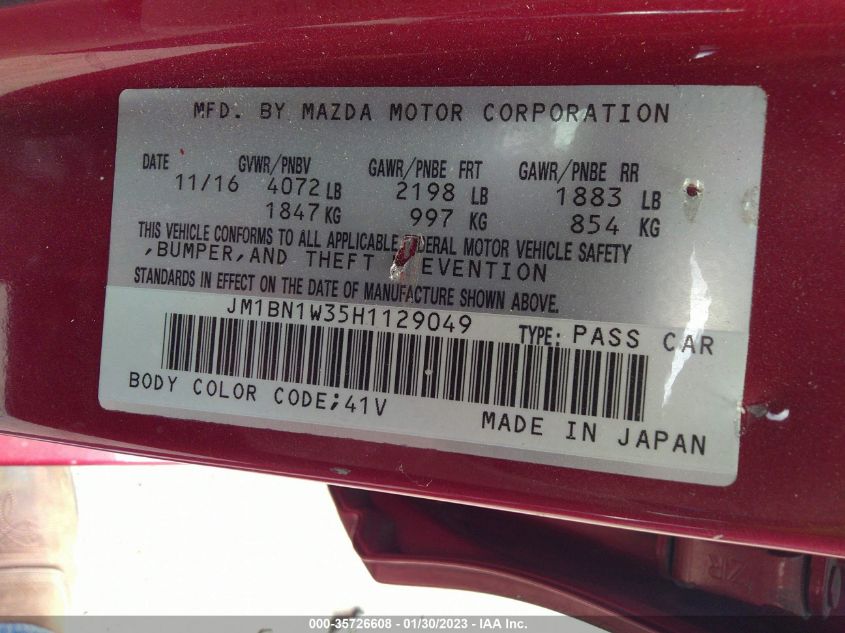 MFD. BY MAZDA MOTOR CORPORATION
DATE GVWR/PNBV GAWR/PNBE FRT GAWR/PNBE RR
11/16 4072 LB 2198 LB 1883 LB
1847 KG 997 KG 854 KG
THIS VEHICLE CONFORMS TO ALL APPLICABLE DERAL MOTOR VEHICLE SAFETY
,BUMPER,AND THEFT EVENTION
STANDARDS IN EFFECT ON THE DATE OF MANUFACTURE SHOWN ABOVE.
JM1BN1W35H1129049 TYPE: PASS CAR
BODY COLOR CODE;41V
MADE IN JAPAN
000-35726608 - 01/30/2023 - IAA Inc.